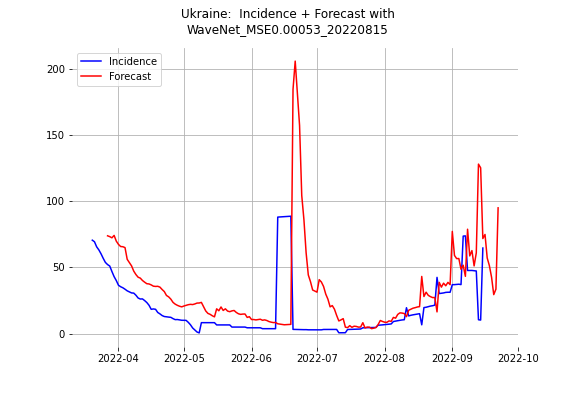 Ukraine:  Incidence + Forecast with
WaveNet_MSE0.00053_20220815
Incidence
Forecast
200
150
100
50
0
2022-04 2022-05 2022-06 2022-07 2022-08 2022-09 2022-10